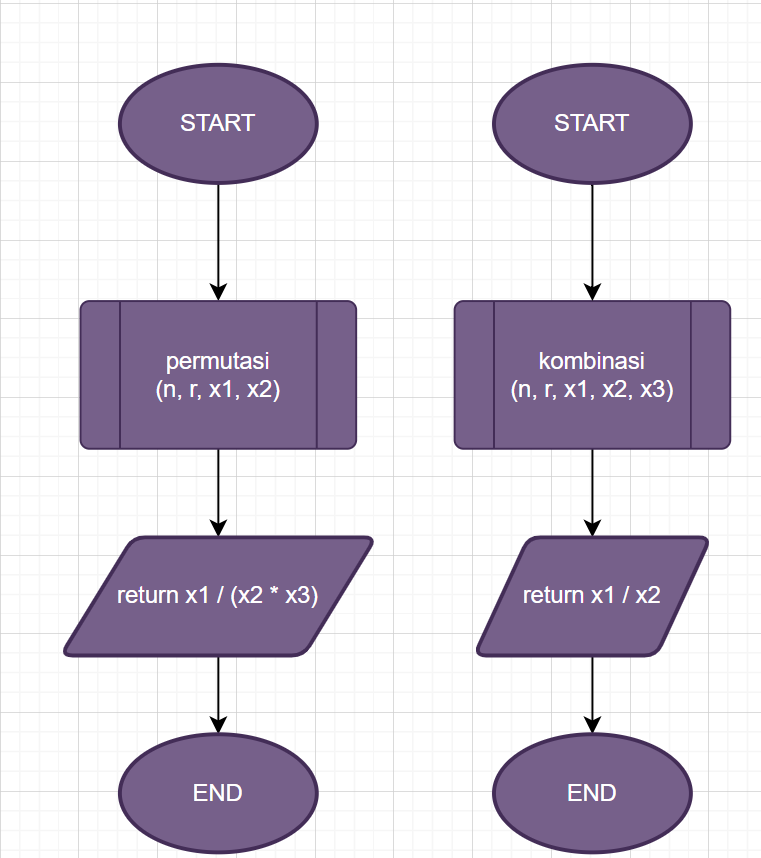 START
permutasi
(n, r, x1, x2)
return x1 / (x2 * x3)
END
START
kombinasi
(n, r, x1, x2, x3)
return x1 / x2
END